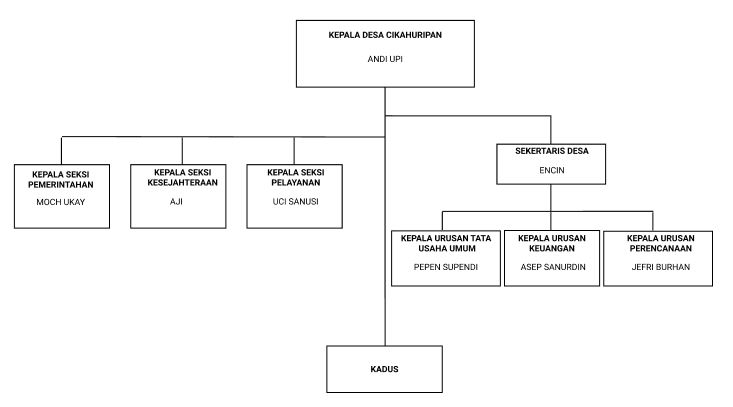 KEPALA DESA CIKAHURIPAN
ANDI UPI
SEKERTARIS DESA
ENCIN
KEPALA SEKSI
PEMERINTAHAN
MOCH UKAY
KEPALA SEKSI
KESEJAHTERAAN
AJI
KEPALA SEKSI
PELAYANAN
UCI SANUSI
KEPALA URUSAN TATA
USAHA UMUM
PEPEN SUPENDI
KEPALA URUSAN
KEUANGAN
ASEP SANURDIN
KEPALA URUSAN
PERENCANAAN
JEFRI BURHAN
KADUS